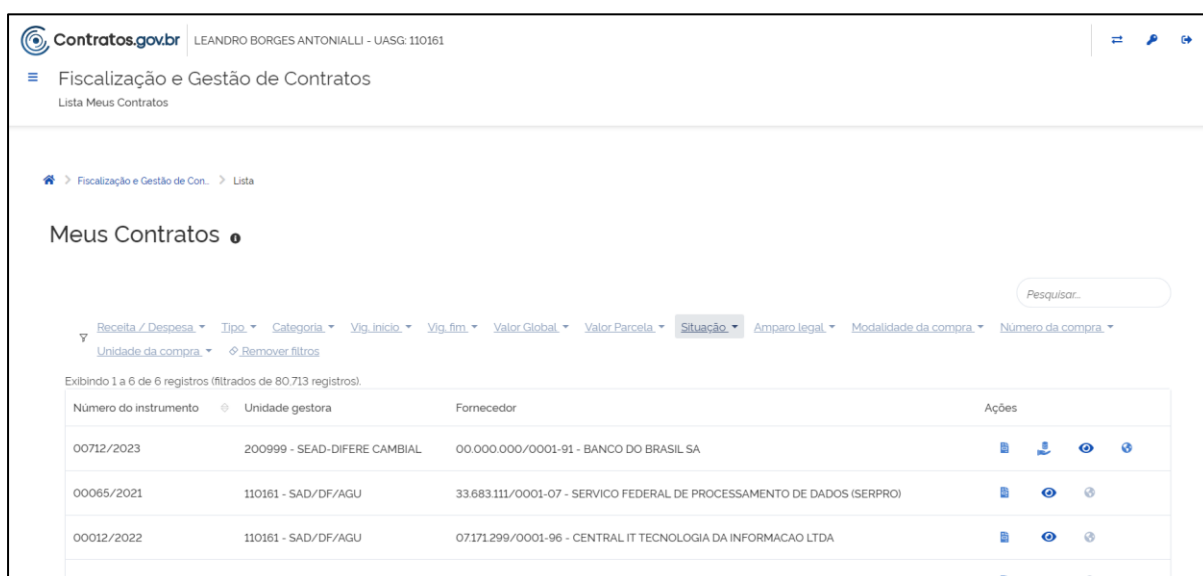 Contratos.gov.br LEANDRO BORGES ANTONIALLI - UASG: 110161
Fiscalização e Gestão de Contratos
Lista Meus Contratos
Fiscalização e Gestão de Con... > Lista
Meus Contratos
Pesquisar...
Receita / Despesa Tipo Categoria Vig. início Vig. fim Valor Global Valor Parcela Situação Amparo legal Modalidade da compra Número da compra
Unidade da compra Remover filtros
Exibindo 1 a 6 de 6 registros (filtrados de 80.713 registros).
Número do instrumento Unidade gestora Fornecedor Ações
00712/2023 200999 - SEAD-DIFERE CAMBIAL 00.000.000/0001-91 - BANCO DO BRASIL SA
00065/2021 110161 - SAD/DF/AGU 33.683.111/0001-07 - SERVICO FEDERAL DE PROCESSAMENTO DE DADOS (SERPRO)
00012/2022 110161 - SAD/DF/AGU 07.171.299/0001-96 - CENTRAL IT TECNOLOGIA DA INFORMACAO LTDA